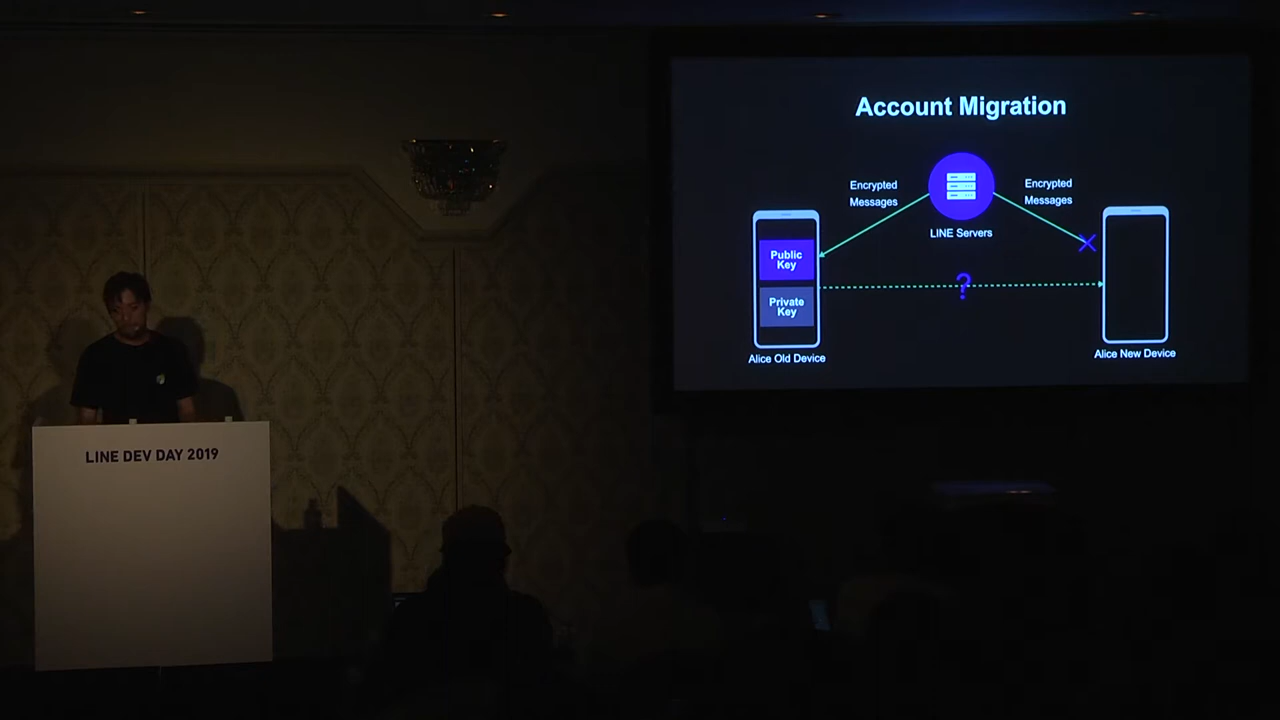 Account Migration
Encrypted
Messages
Encrypted
Messages
LINE Servers
Public
Key
?
Private
Key
Alice Old Device
Alice New Device
LINE DEV DAY 2019